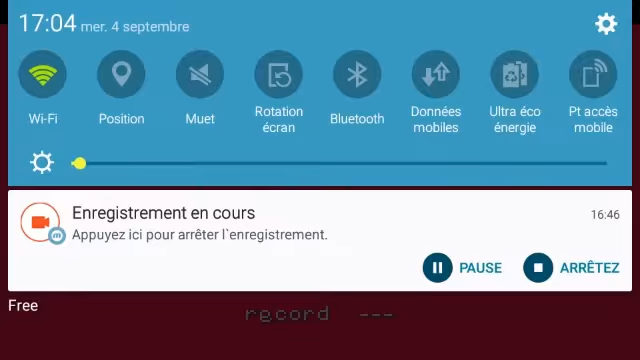 17:04 mer. 4 septembre
Wi-Fi
Position
Muet
Rotation écran
Bluetooth
Données mobiles
Ultra éco énergie
Pt accès mobile
Enregistrement en cours
16:46
Appuyez ici pour arrêter l`enregistrement.
PAUSE
ARRÊTEZ
Free
rgcord ---